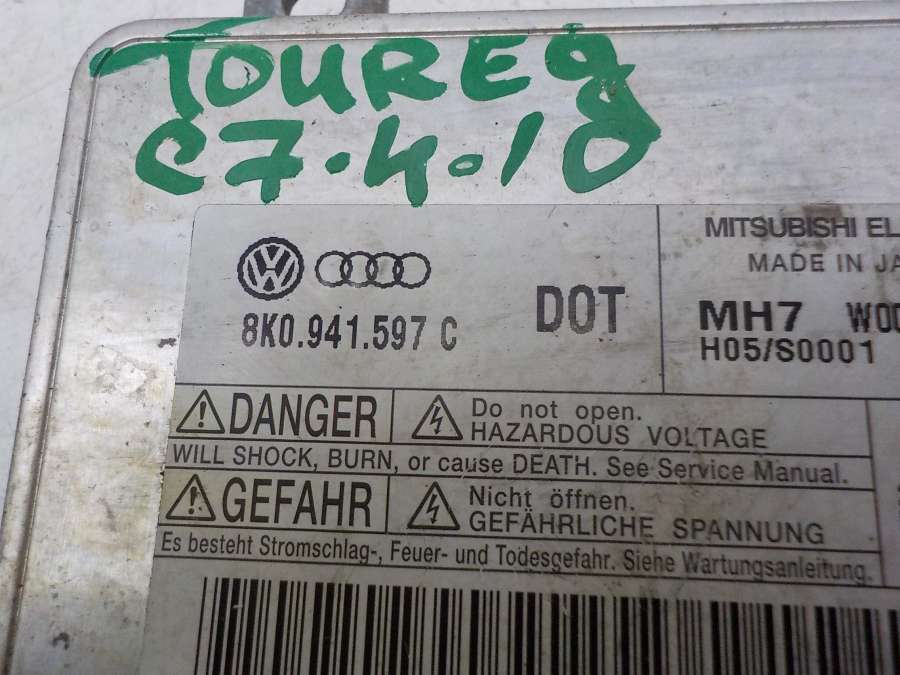 TOUREg
C7.4.10
8K0.941.597 C
DOT
MITSUBISHI EL
MADE IN JA
MH7 W00
H05/S0001
DANGER
Do not open.
HAZARDOUS VOLTAGE
WILL SHOCK, BURN, or cause DEATH. See Service Manual.
GEFAHR
Nicht öffnen.
GEFÄHRLICHE SPANNUNG
Es besteht Stromschlag-, Feuer- und Todesgefahr. Siehe Wartungsanleitung.